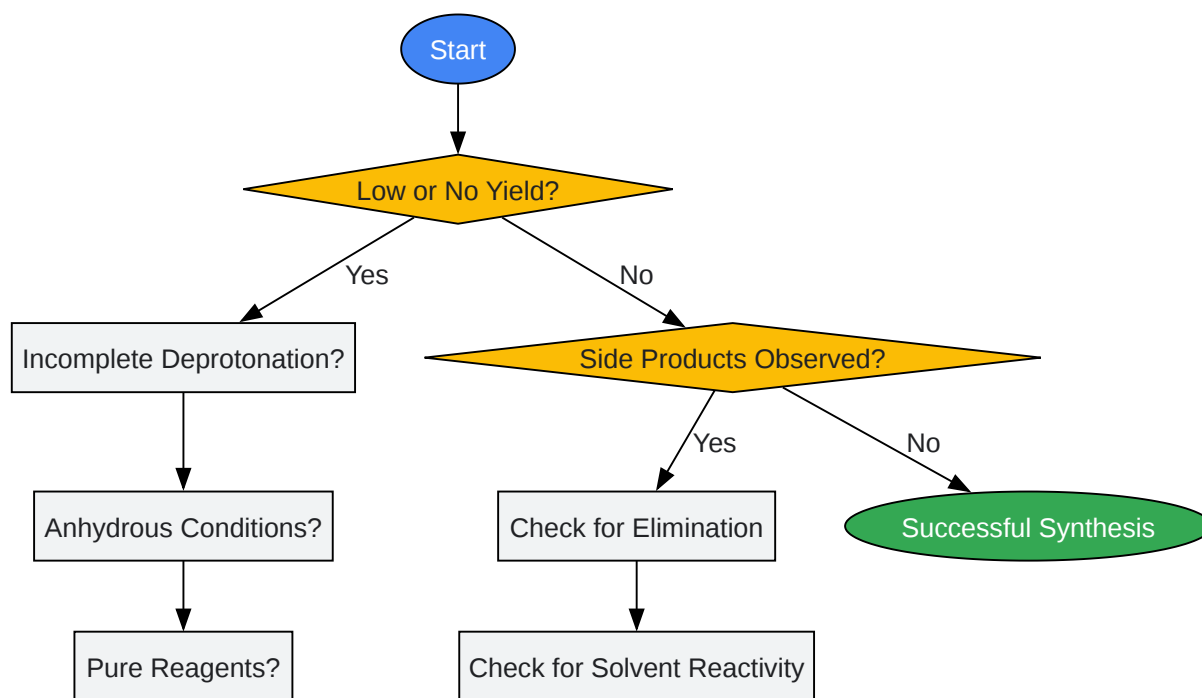 Start
Low or No Yield?
Yes
No
Incomplete Deprotonation?
Side Products Observed?
Yes
No
Anhydrous Conditions?
Check for Elimination
Successful Synthesis
Pure Reagents?
Check for Solvent Reactivity